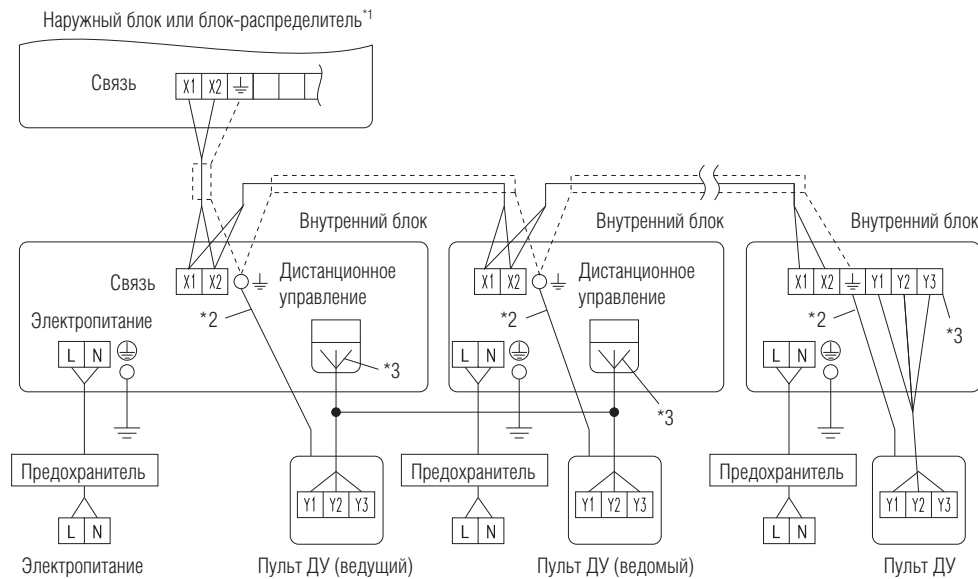 Наружный блок или блок-распределитель*1
Связь
X1 X2
Внутренний блок
Внутренний блок
Внутренний блок
Связь
X1 X2
Дистанционное
управление
X1 X2
Дистанционное
управление
X1 X2 Y1 Y2 Y3
Электропитание
*2
*2
*2
*3
L N
*3
L N
*3
L N
Предохранитель
Предохранитель
Предохранитель
Y1 Y2 Y3
Y1 Y2 Y3
Y1 Y2 Y3
L N
L N
L N
Электропитание
Пульт ДУ (ведущий)
Пульт ДУ (ведомый)
Пульт ДУ